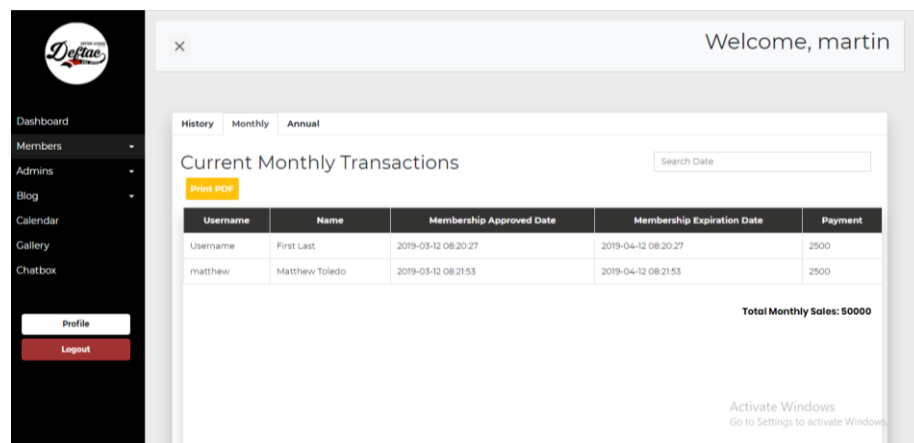 Deftac
Welcome, martin
Dashboard
Members
Admins
Blog
Calendar
Gallery
Chatbox
Profile
Logout
History Monthly Annual
Current Monthly Transactions
Search Date
Print PDF
Username Name Membership Approved Date Membership Expiration Date Payment
Username First Last 2019-03-12 08:20:27 2019-04-12 08:20:27 2500
matthew Matthew Toledo 2019-03-12 08:21:53 2019-04-12 08:21:53 2500
Total Monthly Sales: 50000
Activate Windows
Go to Settings to activate Windows.